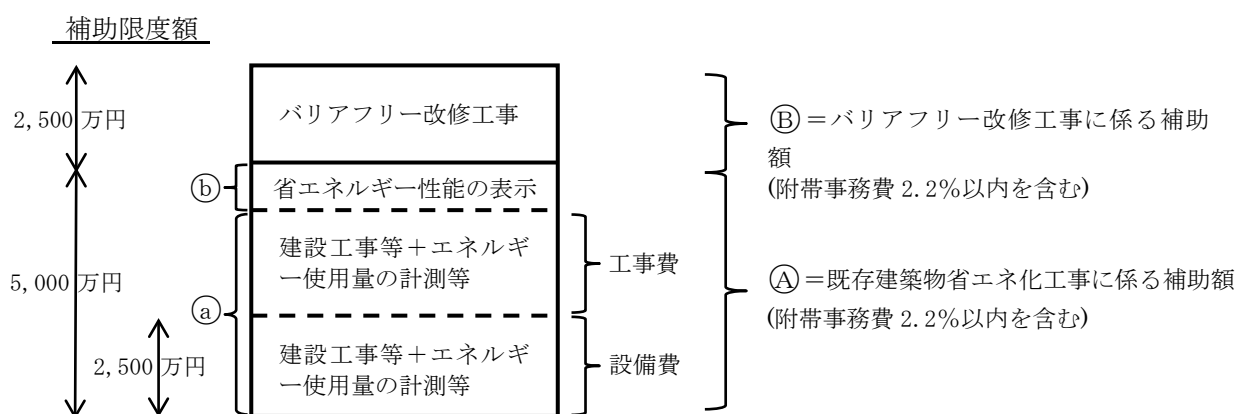 補助限度額
2,500 万円
バリアフリー改修工事
Ⓑ＝バリアフリー改修工事に係る補助
額
(附帯事務費 2.2%以内を含む)
ⓑ
省エネルギー性能の表示
5,000 万円
ⓐ
建設工事等＋エネルギ
ー使用量の計測等
工事費
Ⓐ＝既存建築物省エネ化工事に係る補助額
(附帯事務費 2.2%以内を含む)
2,500 万円
建設工事等＋エネルギ
ー使用量の計測等
設備費